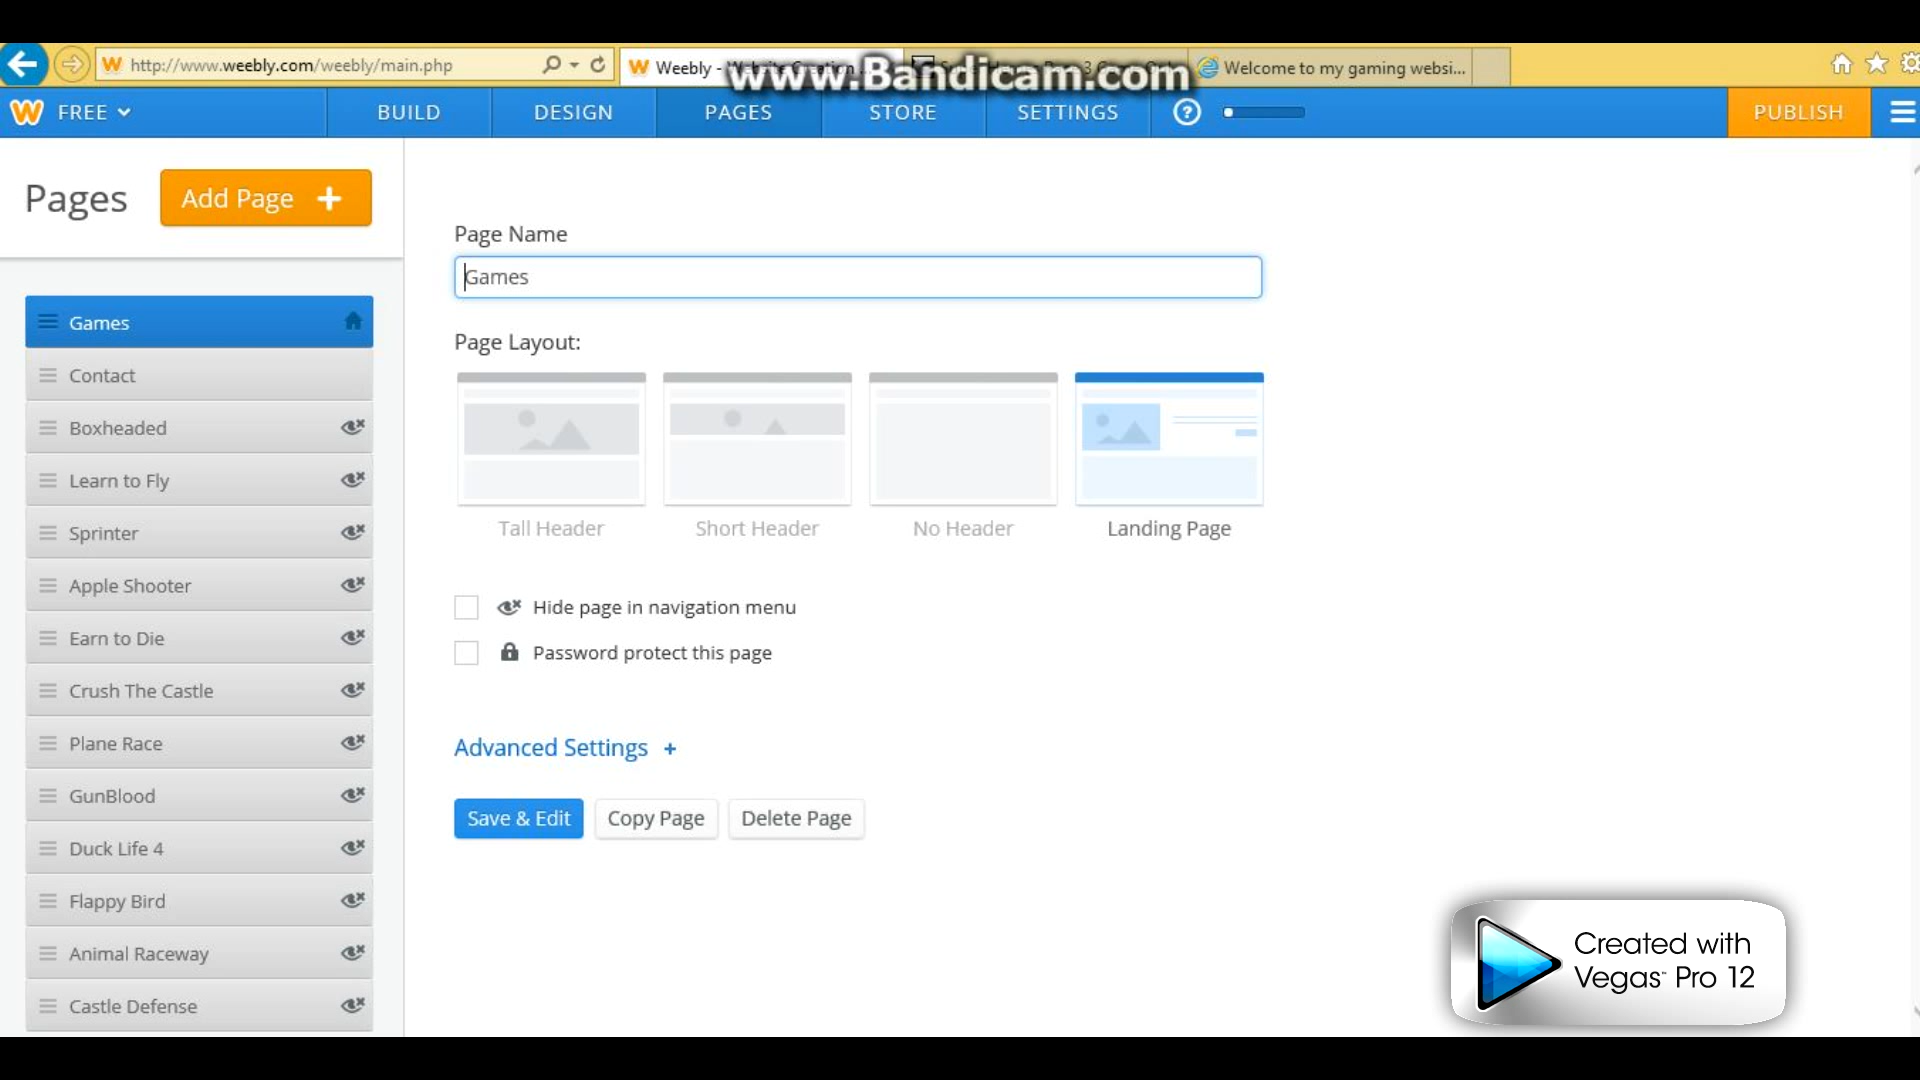 http://www.weebly.com/weebly/main.php
Weebly -
www.Bandicam.com
Welcome to my gaming websi...
FREE
BUILD
DESIGN
PAGES
STORE
SETTINGS
?
PUBLISH
Pages
Add Page +
Games
Contact
Boxheaded
Learn to Fly
Sprinter
Apple Shooter
Earn to Die
Crush The Castle
Plane Race
GunBlood
Duck Life 4
Flappy Bird
Animal Raceway
Castle Defense
Page Name
Games
Page Layout:
Tall Header
Short Header
No Header
Landing Page
Hide page in navigation menu
Password protect this page
Advanced Settings +
Save & Edit
Copy Page
Delete Page
Created with
Vegas™ Pro 12